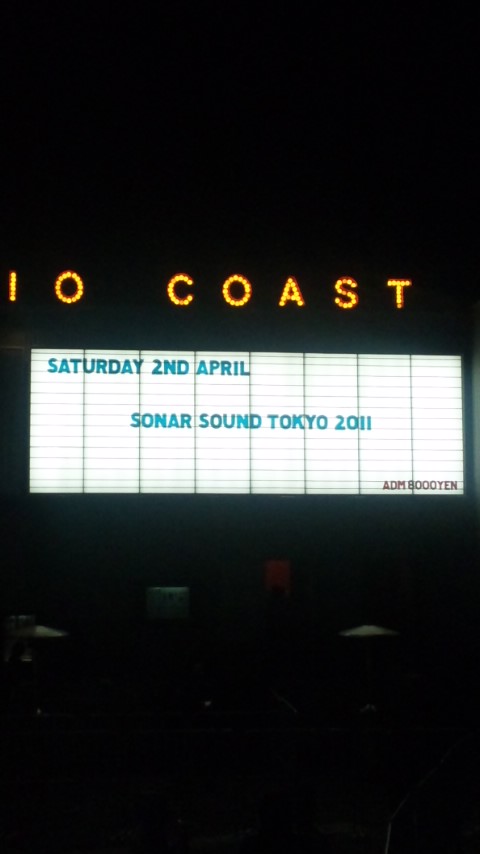 IO COAST
SATURDAY 2ND APRIL
SONAR SOUND TOKYO 2011
ADM 8000YEN